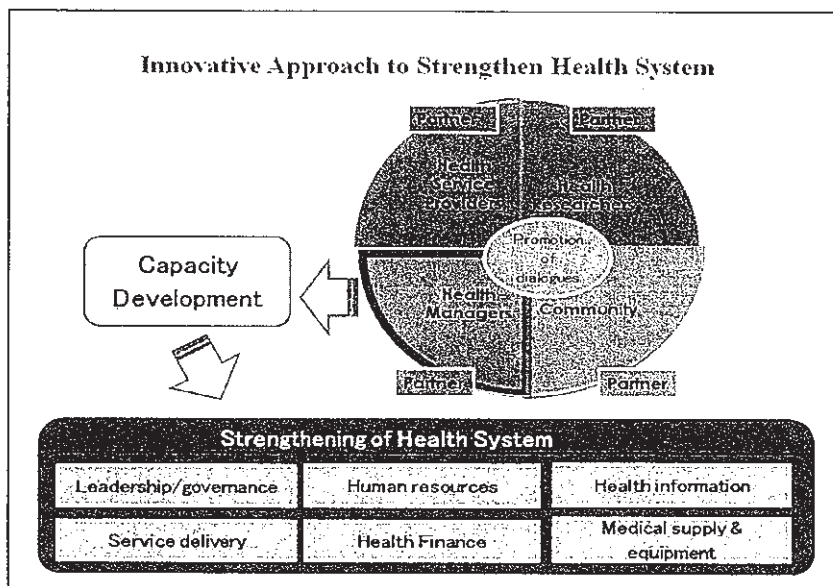 Innovative Approach to Strengthen Health System
Partner
Partner
Health
Service
Providers
Health
Researchers
Promotion
of
dialogues
Capacity
Development
Health
Managers
Community
Partner
Partner
Strengthening of Health System
Leadership/governance
Human resources
Health information
Service delivery
Health Finance
Medical supply &
equipment